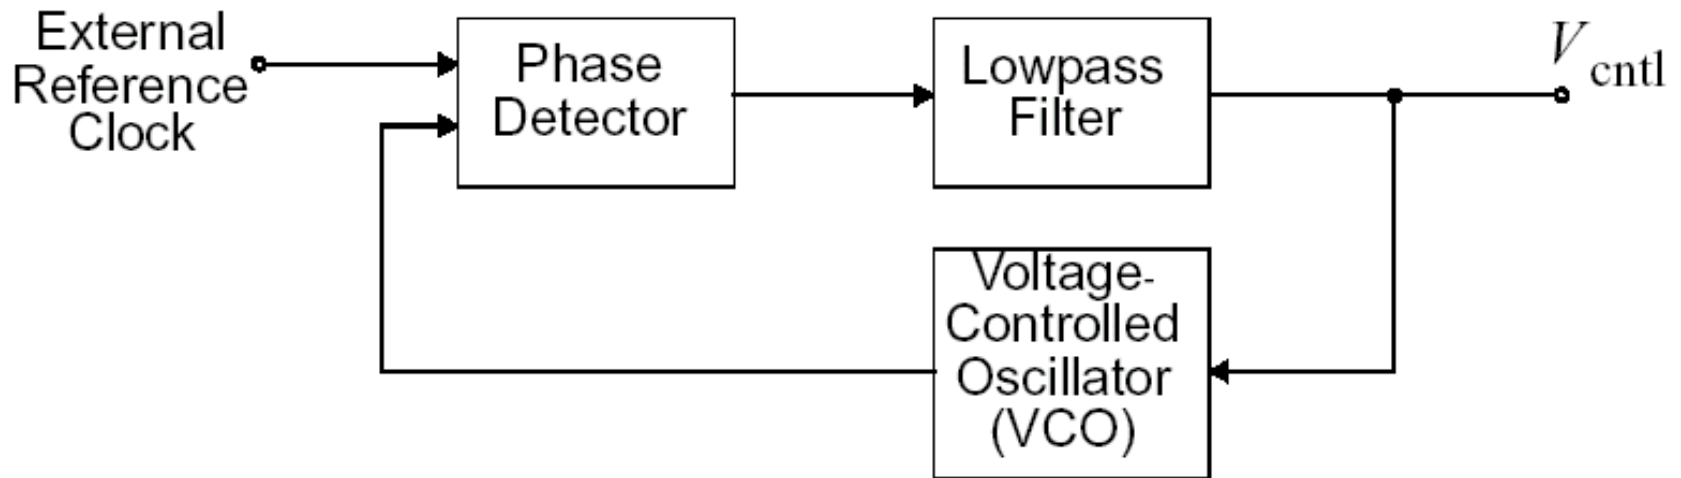 External
Reference
Clock
Phase
Detector
Lowpass
Filter
V cntl
Voltage-
Controlled
Oscillator
(VCO)